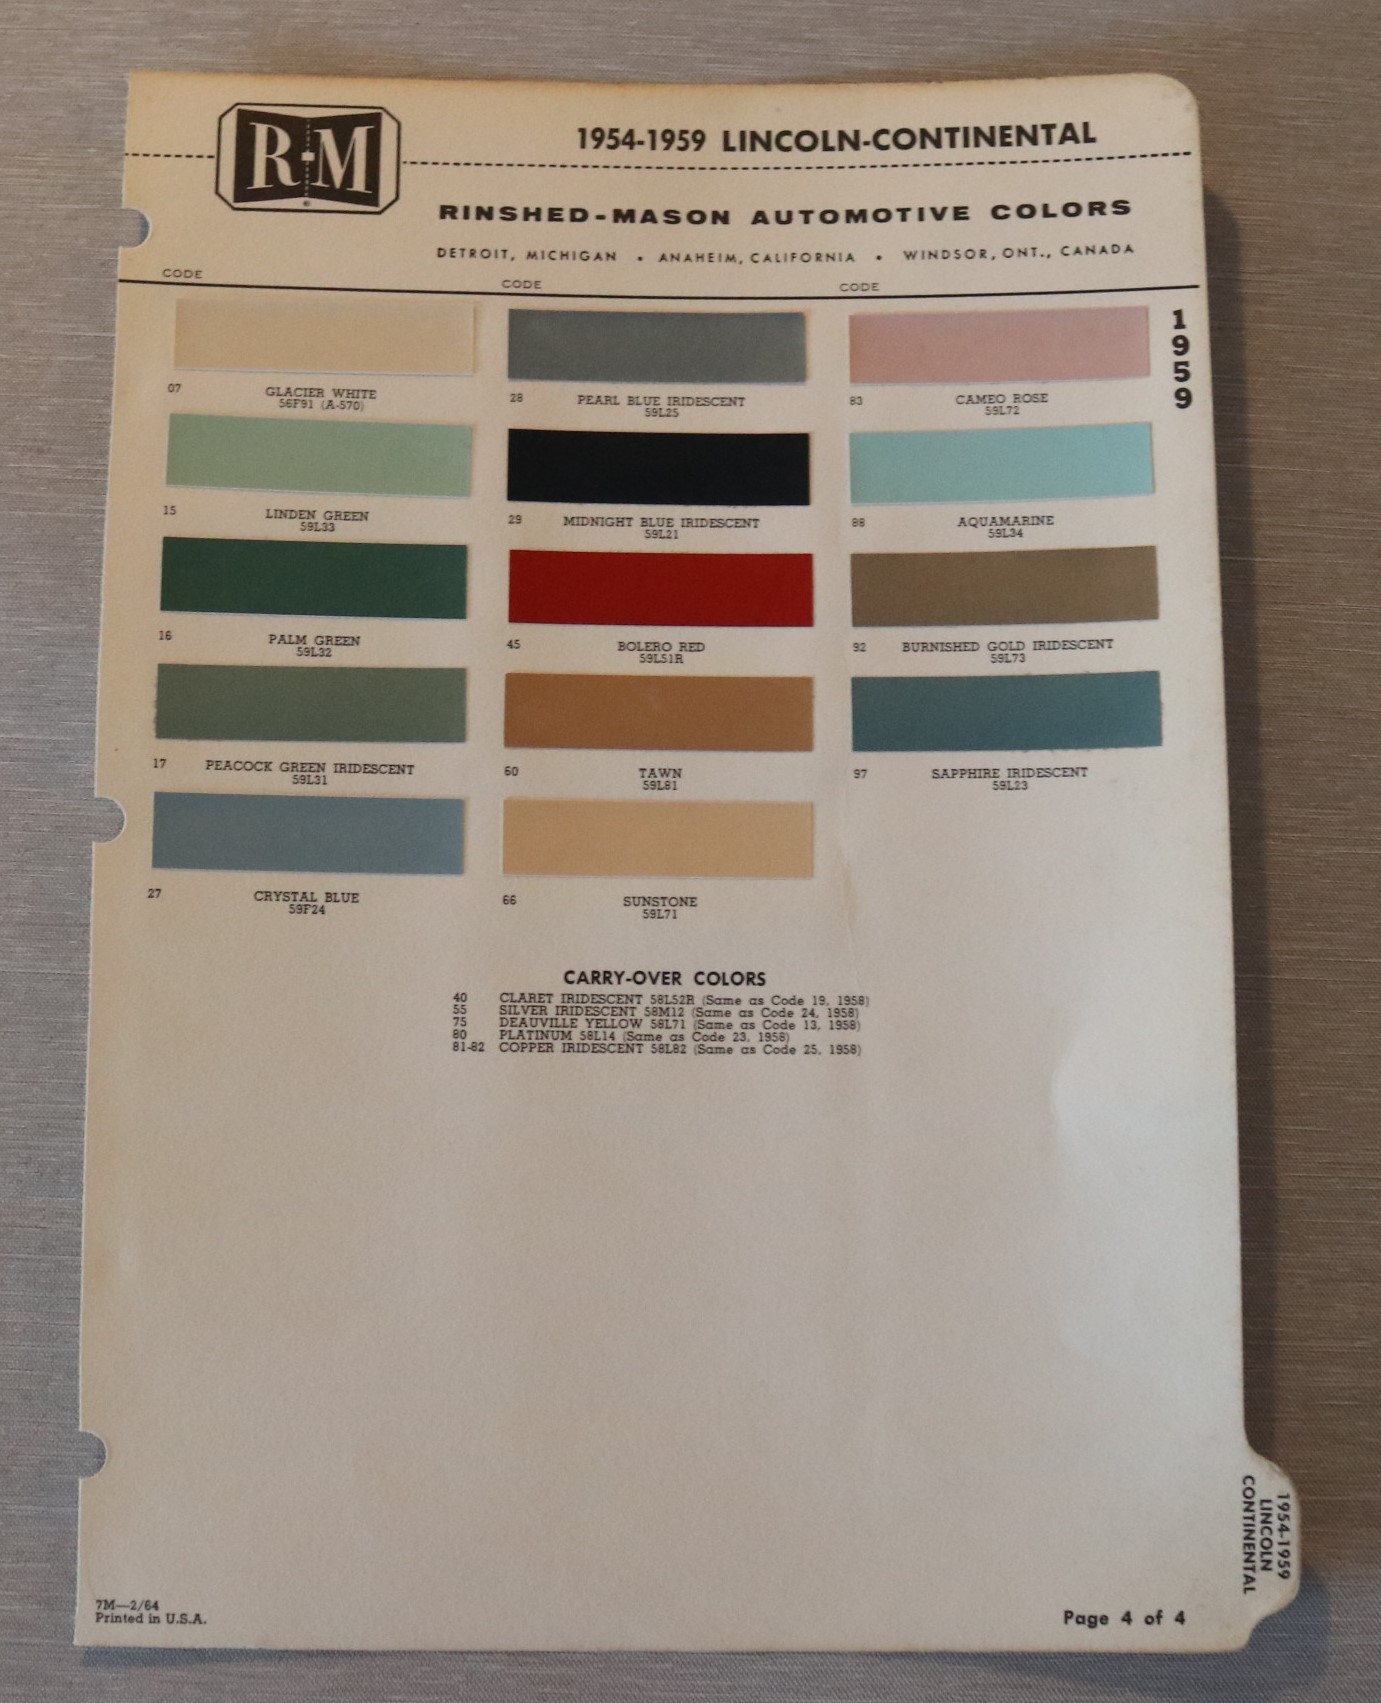 R-M
1954-1959 LINCOLN-CONTINENTAL
RINSHED-MASON AUTOMOTIVE COLORS
DETROIT, MICHIGAN • ANAHEIM, CALIFORNIA • WINDSOR, ONT., CANADA
CODE
CODE
CODE
1959
07 GLACIER WHITE
56F91 (A-570)
15 LINDEN GREEN
59L33
16 PALM GREEN
59L32
17 PEACOCK GREEN IRIDESCENT
59L31
27 CRYSTAL BLUE
59F24
28 PEARL BLUE IRIDESCENT
59L25
29 MIDNIGHT BLUE IRIDESCENT
59L21
45 BOLERO RED
59L51R
60 TAWN
59L81
66 SUNSTONE
59L71
83 CAMEO ROSE
59L72
88 AQUAMARINE
59L34
92 BURNISHED GOLD IRIDESCENT
59L73
97 SAPPHIRE IRIDESCENT
59L23
CARRY-OVER COLORS
40 CLARET IRIDESCENT 58L52R (Same as Code 19, 1958)
55 SILVER IRIDESCENT 58M12 (Same as Code 24, 1958)
75 DEAUVILLE YELLOW 58L71 (Same as Code 13, 1958)
80 PLATINUM 58L14 (Same as Code 23, 1958)
81-82 COPPER IRIDESCENT 58L82 (Same as Code 25, 1958)
1954-1959
LINCOLN
CONTINENTAL
7M—2/64
Printed in U.S.A.
Page 4 of 4